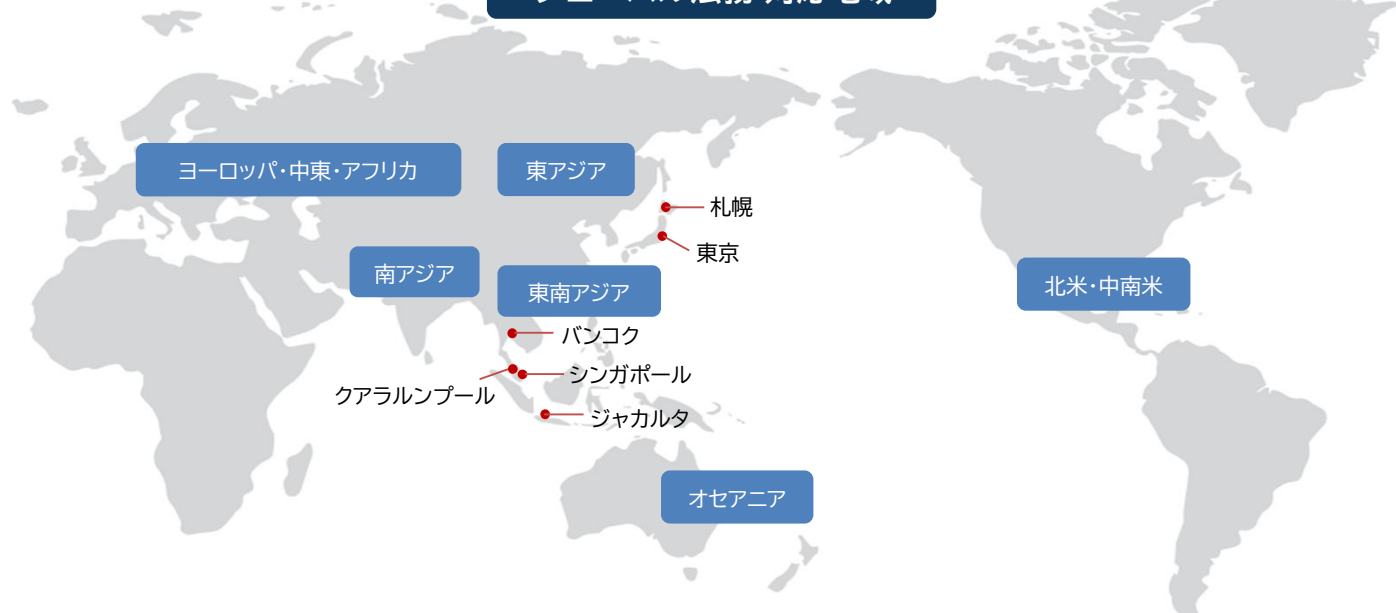 ヨーロッパ・中東・アフリカ
東アジア
札幌
東京
南アジア
東南アジア
北米・中南米
バンコク
シンガポール
クアラルンプール
ジャカルタ
オセアニア